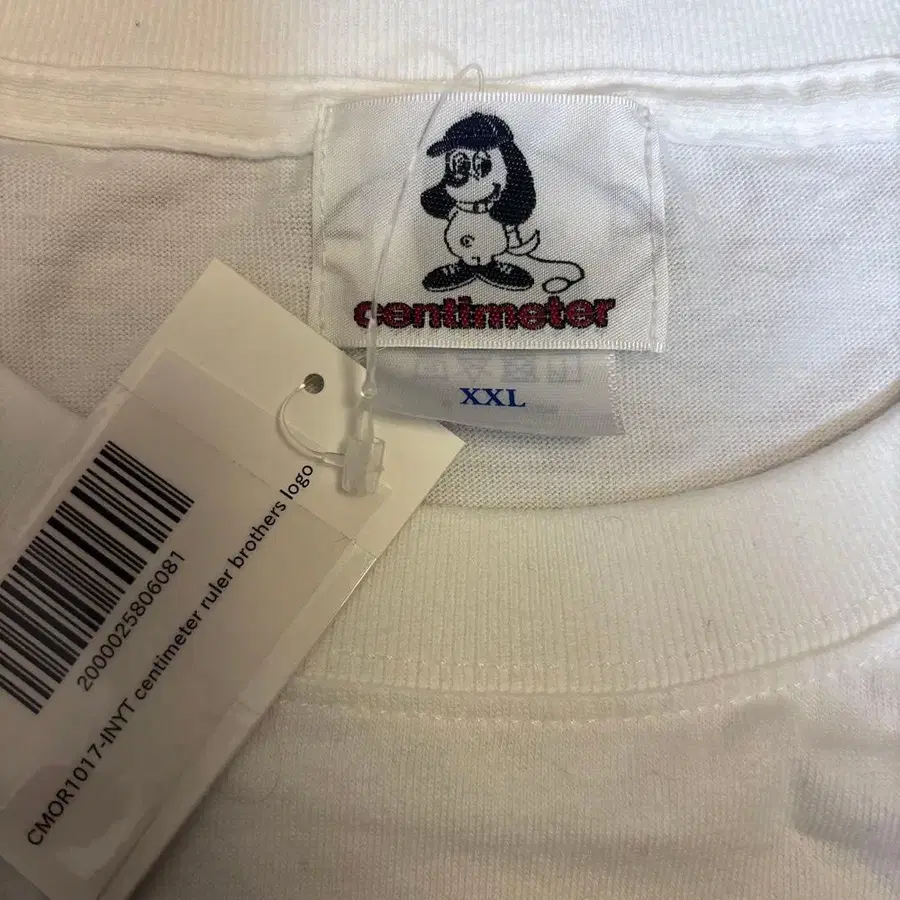 centimeter
XXL
2000025806081
CMOR1017-INYT centimeter ruler brothers logo